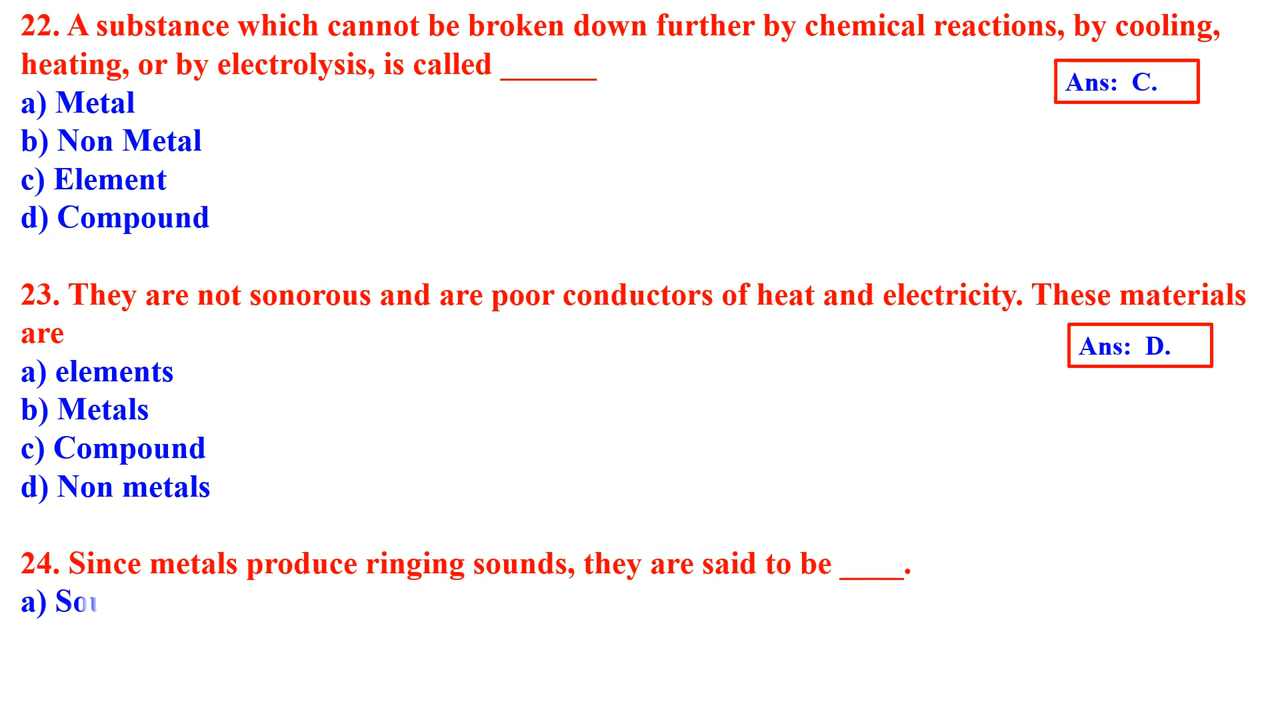 22. A substance which cannot be broken down further by chemical reactions, by cooling,
heating, or by electrolysis, is called ______
Ans: C.
a) Metal
b) Non Metal
c) Element
d) Compound
23. They are not sonorous and are poor conductors of heat and electricity. These materials
are
Ans: D.
a) elements
b) Metals
c) Compound
d) Non metals
24. Since metals produce ringing sounds, they are said to be ____.
a)